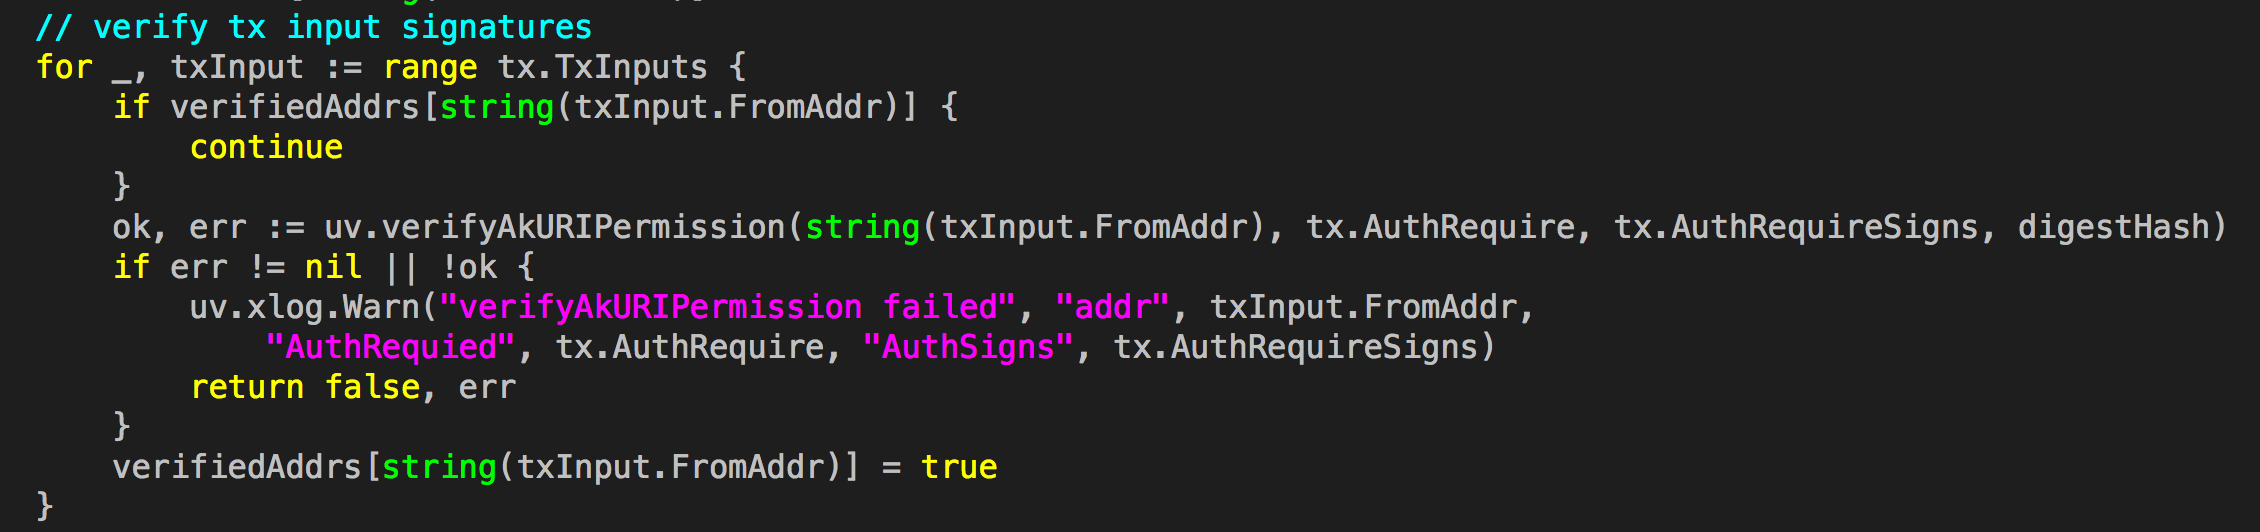 // verify tx input signatures
for _, txInput := range tx.TxInputs {
    if verifiedAddrs[string(txInput.FromAddr)] {
        continue
    }
    ok, err := uv.verifyAkURIPermission(string(txInput.FromAddr), tx.AuthRequire, tx.AuthRequireSigns, digestHash)
    if err != nil || !ok {
        uv.xlog.Warn("verifyAkURIPermission failed", "addr", txInput.FromAddr,
            "AuthRequied", tx.AuthRequire, "AuthSigns", tx.AuthRequireSigns)
        return false, err
    }
    verifiedAddrs[string(txInput.FromAddr)] = true
}